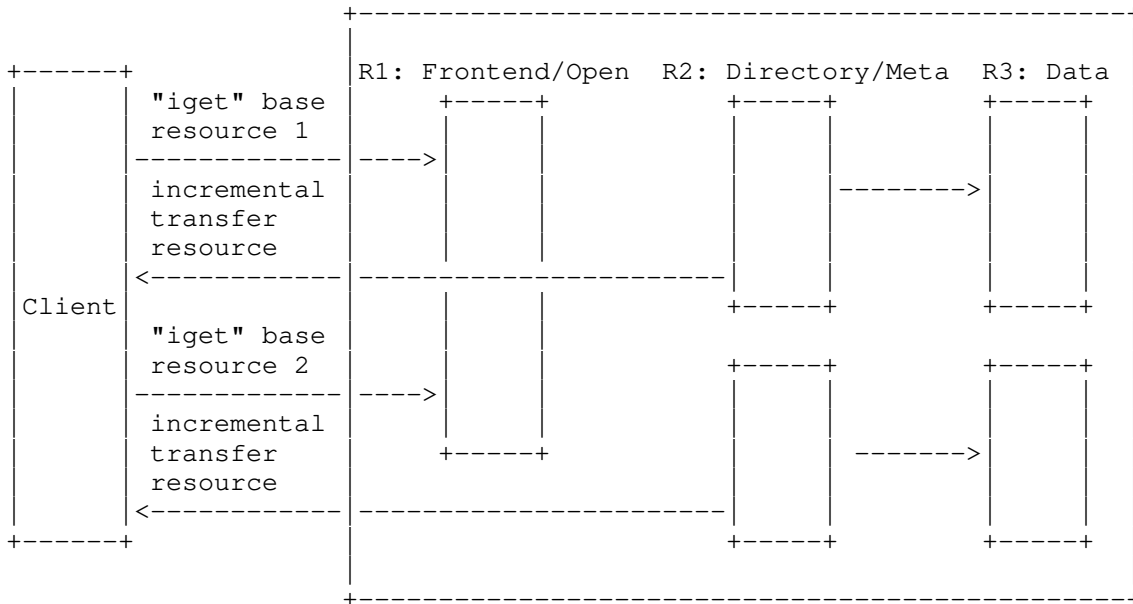 R1: Frontend/Open R2: Directory/Meta R3: Data
"iget" base
resource 1
incremental
transfer
resource
Client
"iget" base
resource 2
incremental
transfer
resource